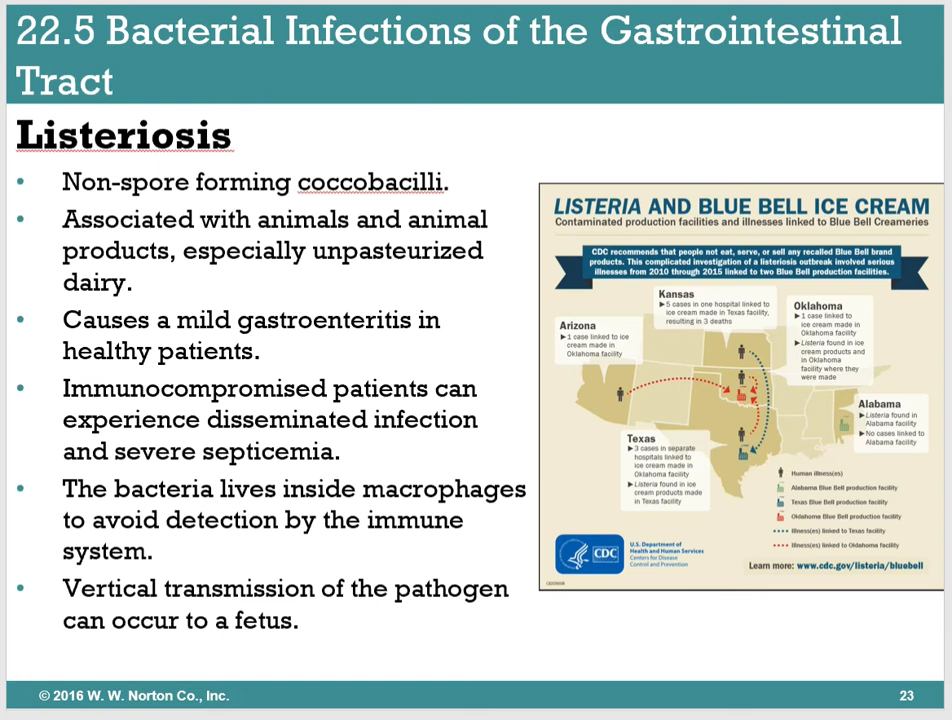 22.5 Bacterial Infections of the Gastrointestinal
Tract
Listeriosis
• Non-spore forming coccobacilli.
• Associated with animals and animal
products, especially unpasteurized
dairy.
• Causes a mild gastroenteritis in
healthy patients.
• Immunocompromised patients can
experience disseminated infection
and severe septicemia.
• The bacteria lives inside macrophages
to avoid detection by the immune
system.
• Vertical transmission of the pathogen
can occur to a fetus.
LISTERIA AND BLUE BELL ICE CREAM
Contaminated production facilities and illnesses linked to Blue Bell Creameries
CDC recommends that people not eat, serve, or sell any recalled Blue Bell brand
products. This complicated investigation of a listeriosis outbreak involved serious
illnesses from 2010 through 2015 linked to two Blue Bell production facilities.
Kansas
▶ 5 cases in one hospital linked to
ice cream made in Texas facility,
resulting in 3 deaths
Oklahoma
▶ 1 case linked to
ice cream made in
Oklahoma facility
▶ Listeria found in ice
cream products and
in Oklahoma
facility where they
were made
Arizona
▶ 1 case linked to ice
cream made in
Oklahoma facility
Alabama
▶ Listeria found in
Alabama facility
▶ No cases linked to
Alabama facility
Texas
▶ 3 cases in separate
hospitals linked to
ice cream made in
Oklahoma facility
▶ Listeria found in ice
cream products made
in Texas facility
Human illness(es)
Alabama Blue Bell production facility
Texas Blue Bell production facility
Oklahoma Blue Bell production facility
Illness(es) linked to Texas facility
Illness(es) linked to Oklahoma facility
CDC
U.S. Department of
Health and Human Services
Centers for Disease
Control and Prevention
Learn more: www.cdc.gov/listeria/bluebell
© 2016 W. W. Norton Co., Inc.
23